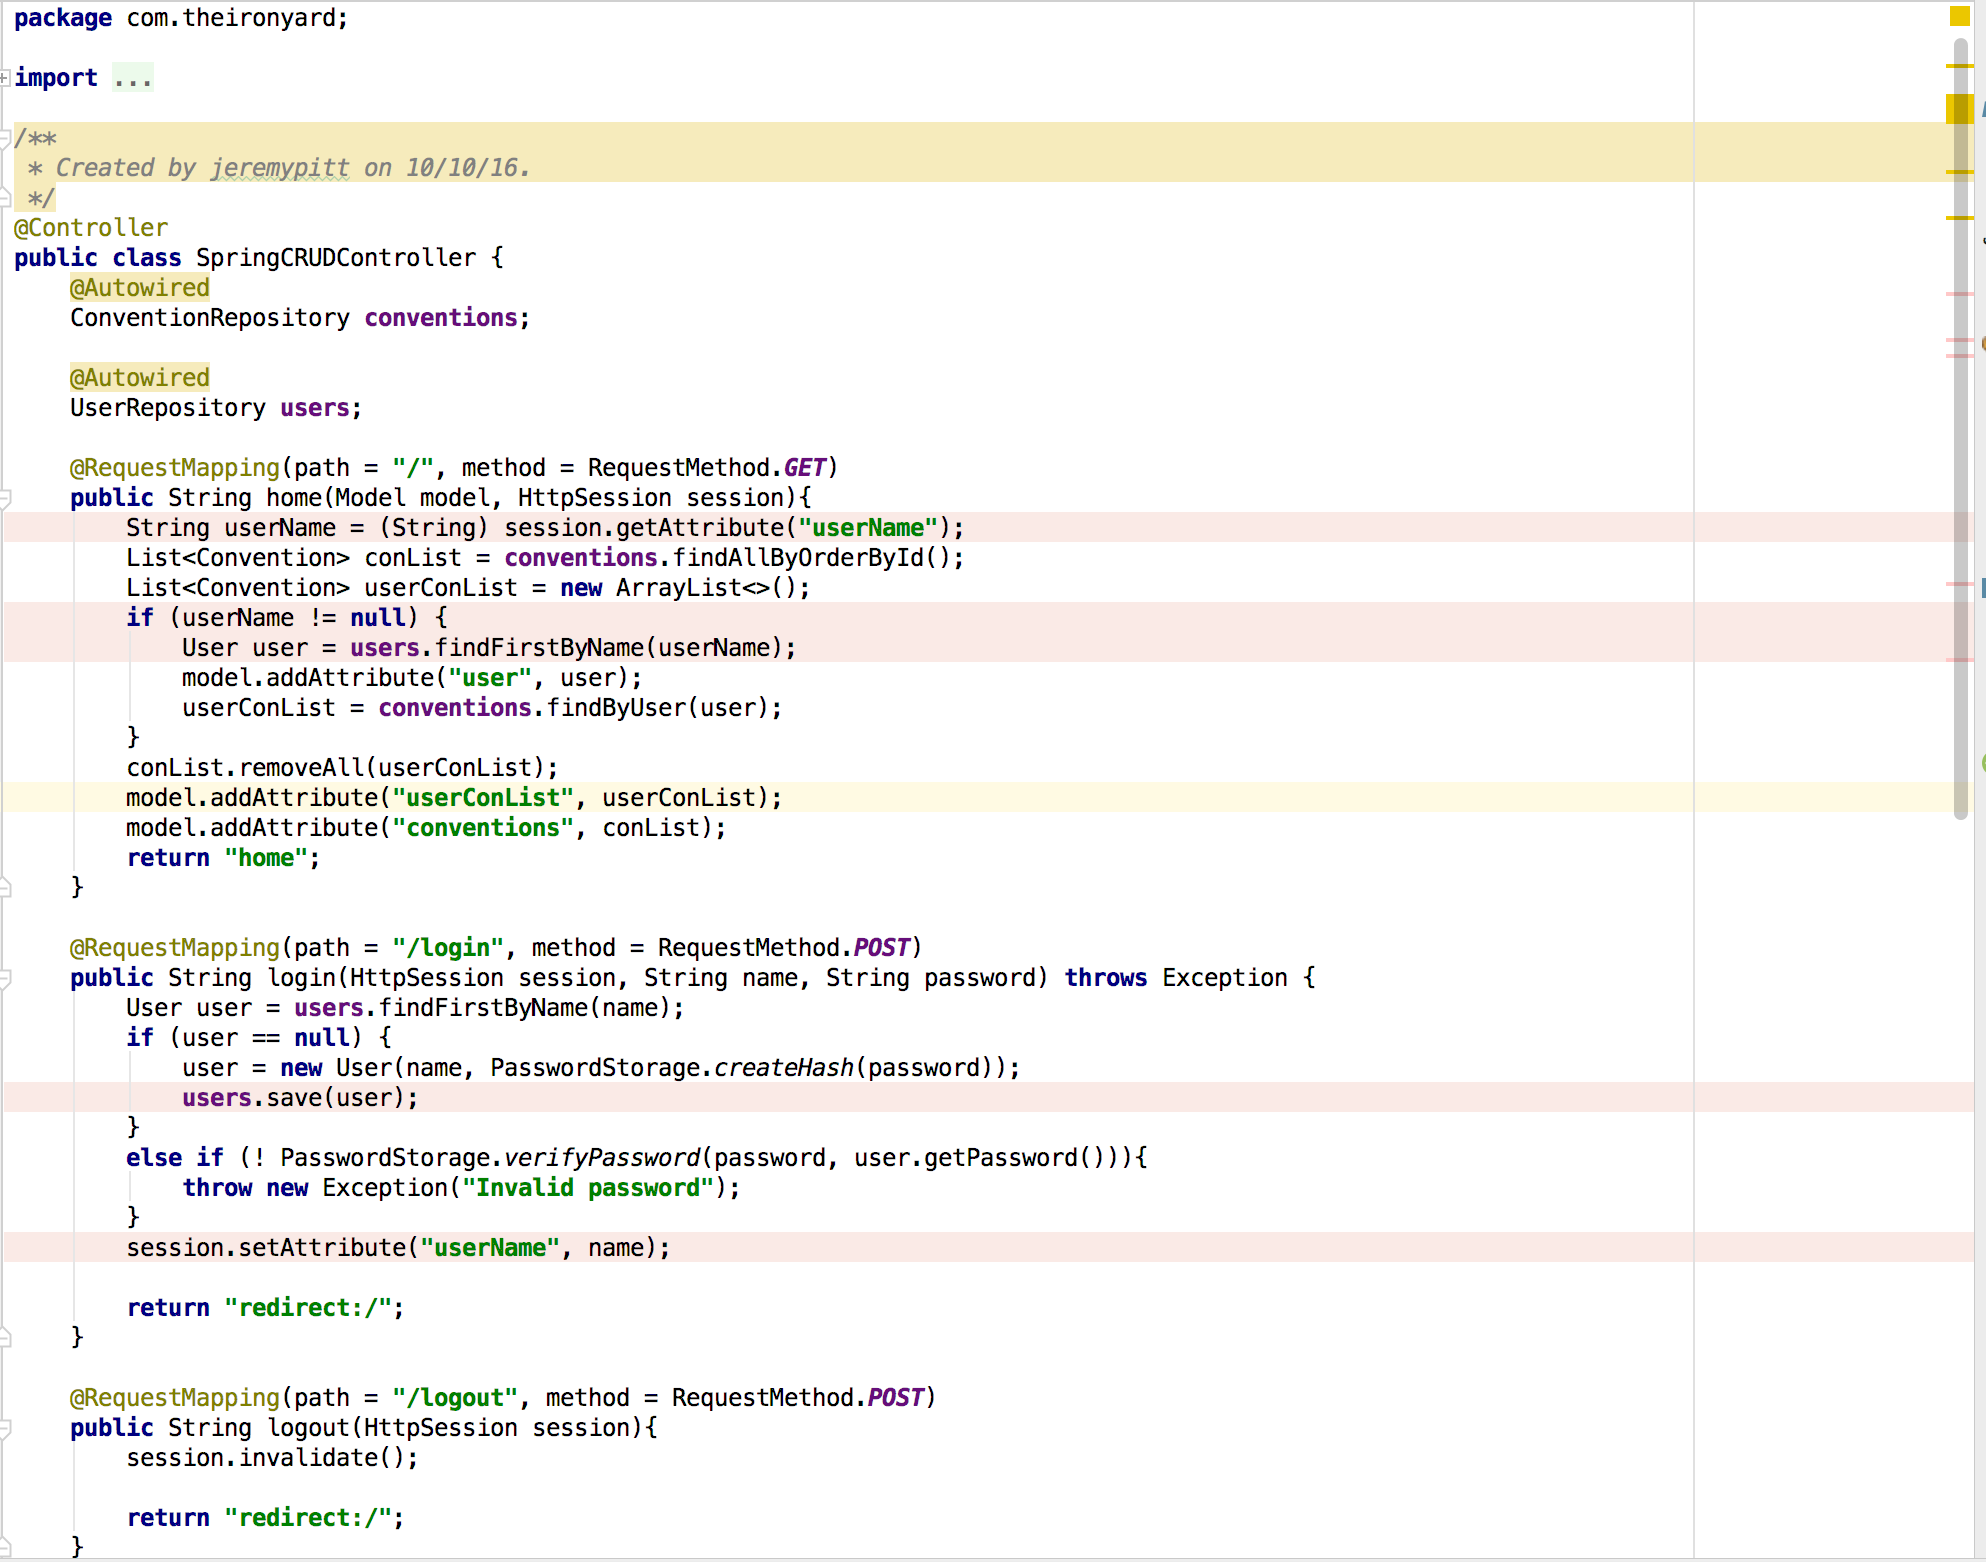 package com.theironyard;
import ...
/**
 * Created by jeremypitt on 10/10/16.
 */
@Controller
public class SpringCRUDController {
    @Autowired
    ConventionRepository conventions;
    @Autowired
    UserRepository users;
    @RequestMapping(path = "/", method = RequestMethod.GET)
    public String home(Model model, HttpSession session){
        String userName = (String) session.getAttribute("userName");
        List<Convention> conList = conventions.findAllByOrderById();
        List<Convention> userConList = new ArrayList<>();
        if (userName != null) {
            User user = users.findFirstByName(userName);
            model.addAttribute("user", user);
            userConList = conventions.findByUser(user);
        }
        conList.removeAll(userConList);
        model.addAttribute("userConList", userConList);
        model.addAttribute("conventions", conList);
        return "home";
    }
    @RequestMapping(path = "/login", method = RequestMethod.POST)
    public String login(HttpSession session, String name, String password) throws Exception {
        User user = users.findFirstByName(name);
        if (user == null) {
            user = new User(name, PasswordStorage.createHash(password));
            users.save(user);
        }
        else if (! PasswordStorage.verifyPassword(password, user.getPassword())){
            throw new Exception("Invalid password");
        }
        session.setAttribute("userName", name);
        return "redirect:/";
    }
    @RequestMapping(path = "/logout", method = RequestMethod.POST)
    public String logout(HttpSession session){
        session.invalidate();
        return "redirect:/";
    }